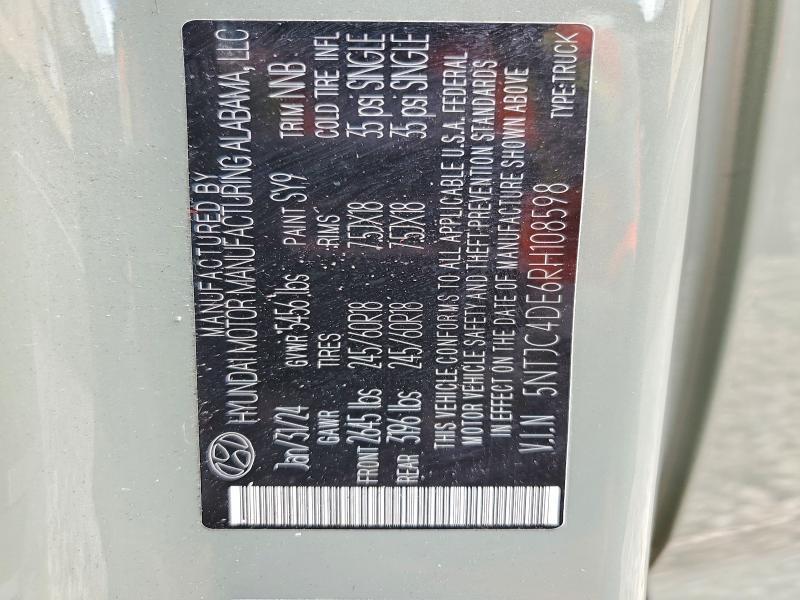 MANUFACTURED BY
HYUNDAI MOTOR MANUFACTURING ALABAMA, LLC
Jan/31/24 GVWR 5456 lbs PAINT SY9 TRIM NNB
GAWR TIRES RIMS COLD TIRE INFL
FRONT 2645 lbs 245/60R18 7.5JX18 35 psi SINGLE
REAR 3196 lbs 245/60R18 7.5JX18 35 psi SINGLE
THIS VEHICLE CONFORMS TO ALL APPLICABLE U.S.A. FEDERAL
MOTOR VEHICLE SAFETY AND THEFT PREVENTION STANDARDS
EFFECT ON THE DATE OF MANUFACTURE SHOWN ABOVE
V.I.N 5NTJC4DE6RH108598 TYPE:TRUCK